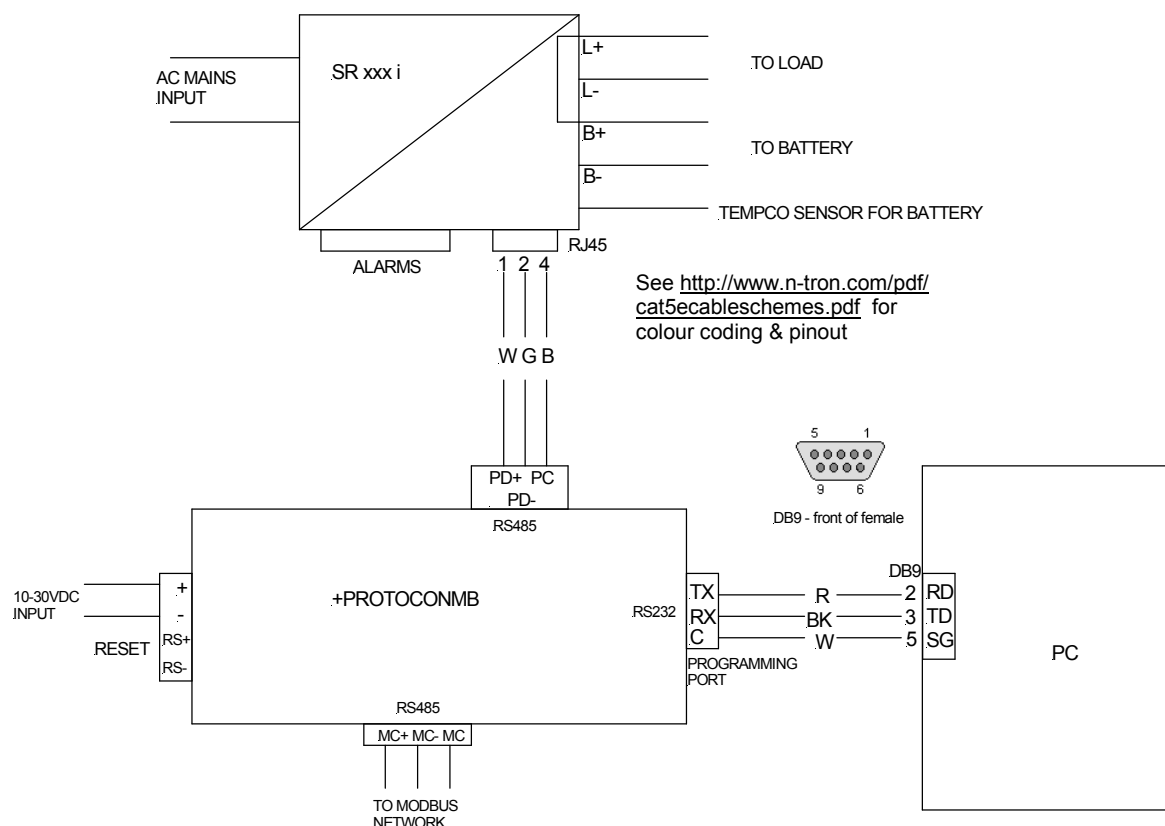 SR xxx i
AC MAINS
INPUT
L+
TO LOAD
L-
B+
TO BATTERY
B-
TEMPCO SENSOR FOR BATTERY
RJ45
ALARMS
1 2 4
See http://www.n-tron.com/pdf/
cat5ecableschemes.pdf for
colour coding & pinout
W G B
5 1
9 6
DB9 - front of female
PD+ PC
PD-
RS485
DB9
10-30VDC
INPUT
+
-
RS+
RS-
RESET
+PROTOCONMB
RS232
TX R 2 RD
RX BK 3 TD
C W 5 SG
PROGRAMMING
PORT
PC
RS485
MC+ MC- MC
TO MODBUS
NETWORK